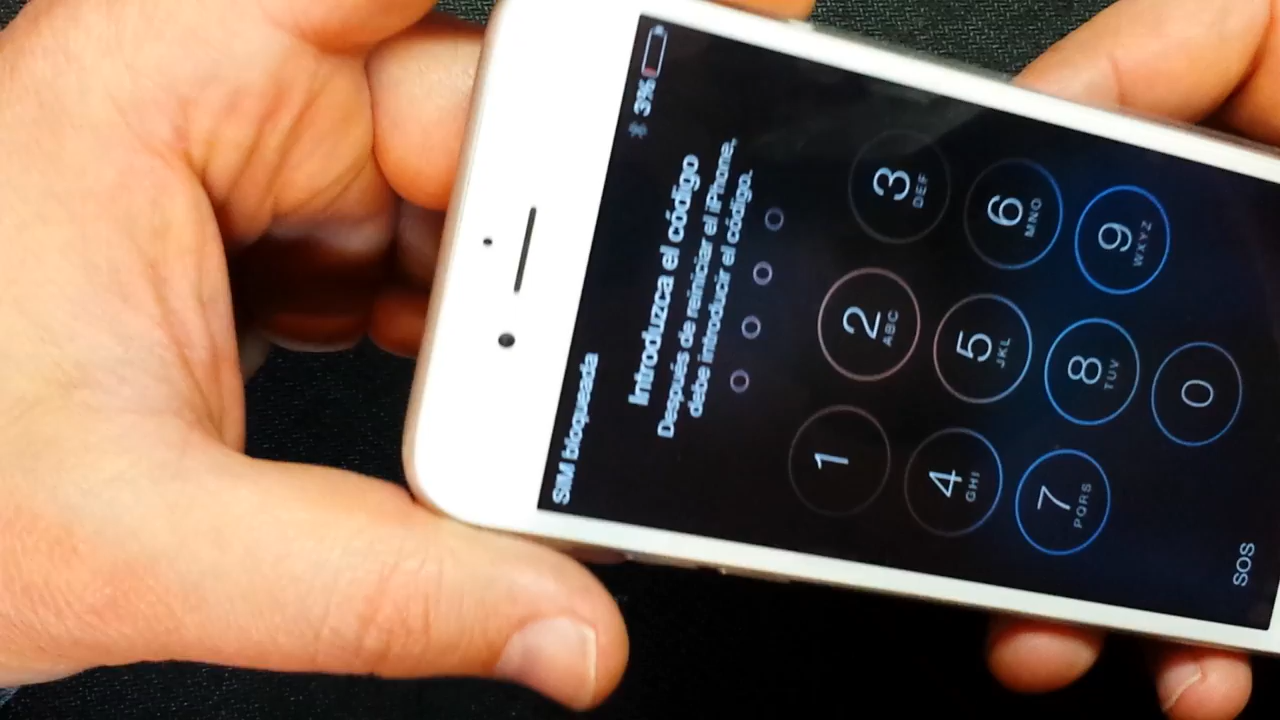 SIM bloqueada
3%
Introduzca el código
Después de reiniciar el iPhone,
debe introducir el código.
1
2 ABC
3 DEF
4 GHI
5 JKL
6 MNO
7 PQRS
8 TUV
9 WXYZ
0
SOS